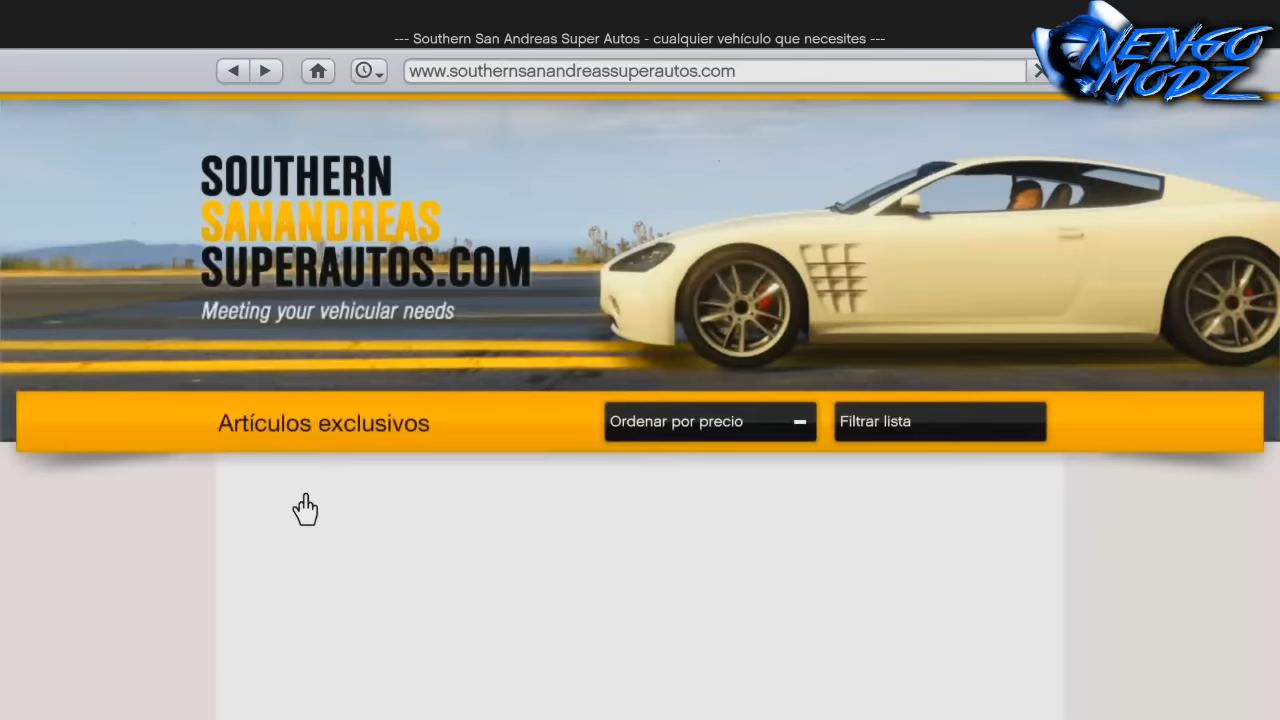 --- Southern San Andreas Super Autos - cualquier vehículo que necesites ---
www.southernsanandreassuperautos.com
NENGO
MODZ
SOUTHERN
SANANDREAS
SUPERAUTOS.COM
Meeting your vehicular needs
Artículos exclusivos
Ordenar por precio
Filtrar lista